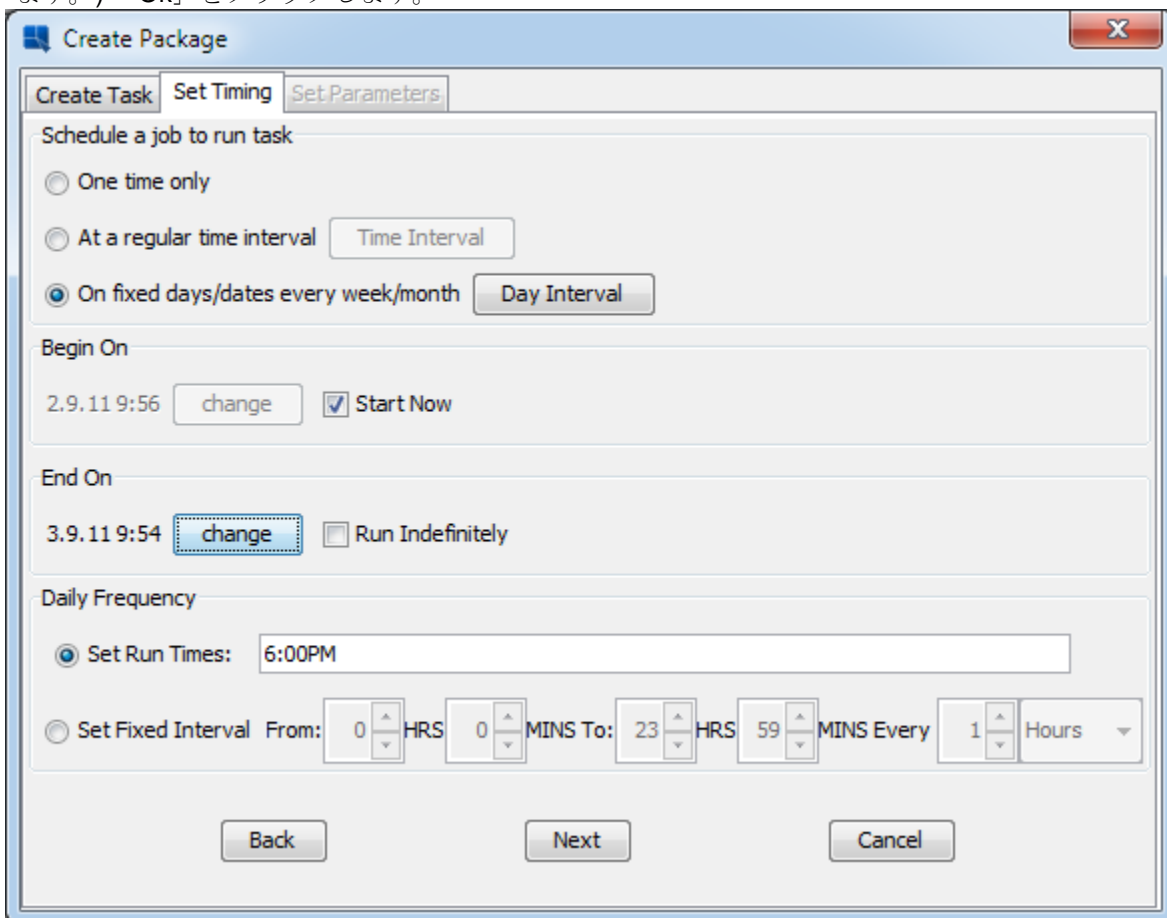 Create Package
Create Task Set Timing Set Parameters
Schedule a job to run task
One time only
At a regular time interval Time Interval
On fixed days/dates every week/month Day Interval
Begin On
2.9.11 9:56 change Start Now
End On
3.9.11 9:54 change Run Indefinitely
Daily Frequency
Set Run Times: 6:00PM
Set Fixed Interval From: 0 HRS 0 MINS To: 23 HRS 59 MINS Every 1 Hours
Back Next Cancel